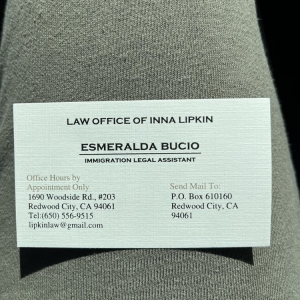 LAW OFFICE OF INNA LIPKIN
ESMERALDA BUCIO
IMMIGRATION LEGAL ASSISTANT
Office Hours by
Appointment Only
1690 Woodside Rd., #203
Redwood City, CA 94061
Tel:(650) 556-9515
lipkinlaw@gmail.com
Send Mail To:
P.O. Box 610160
Redwood City, CA
94061